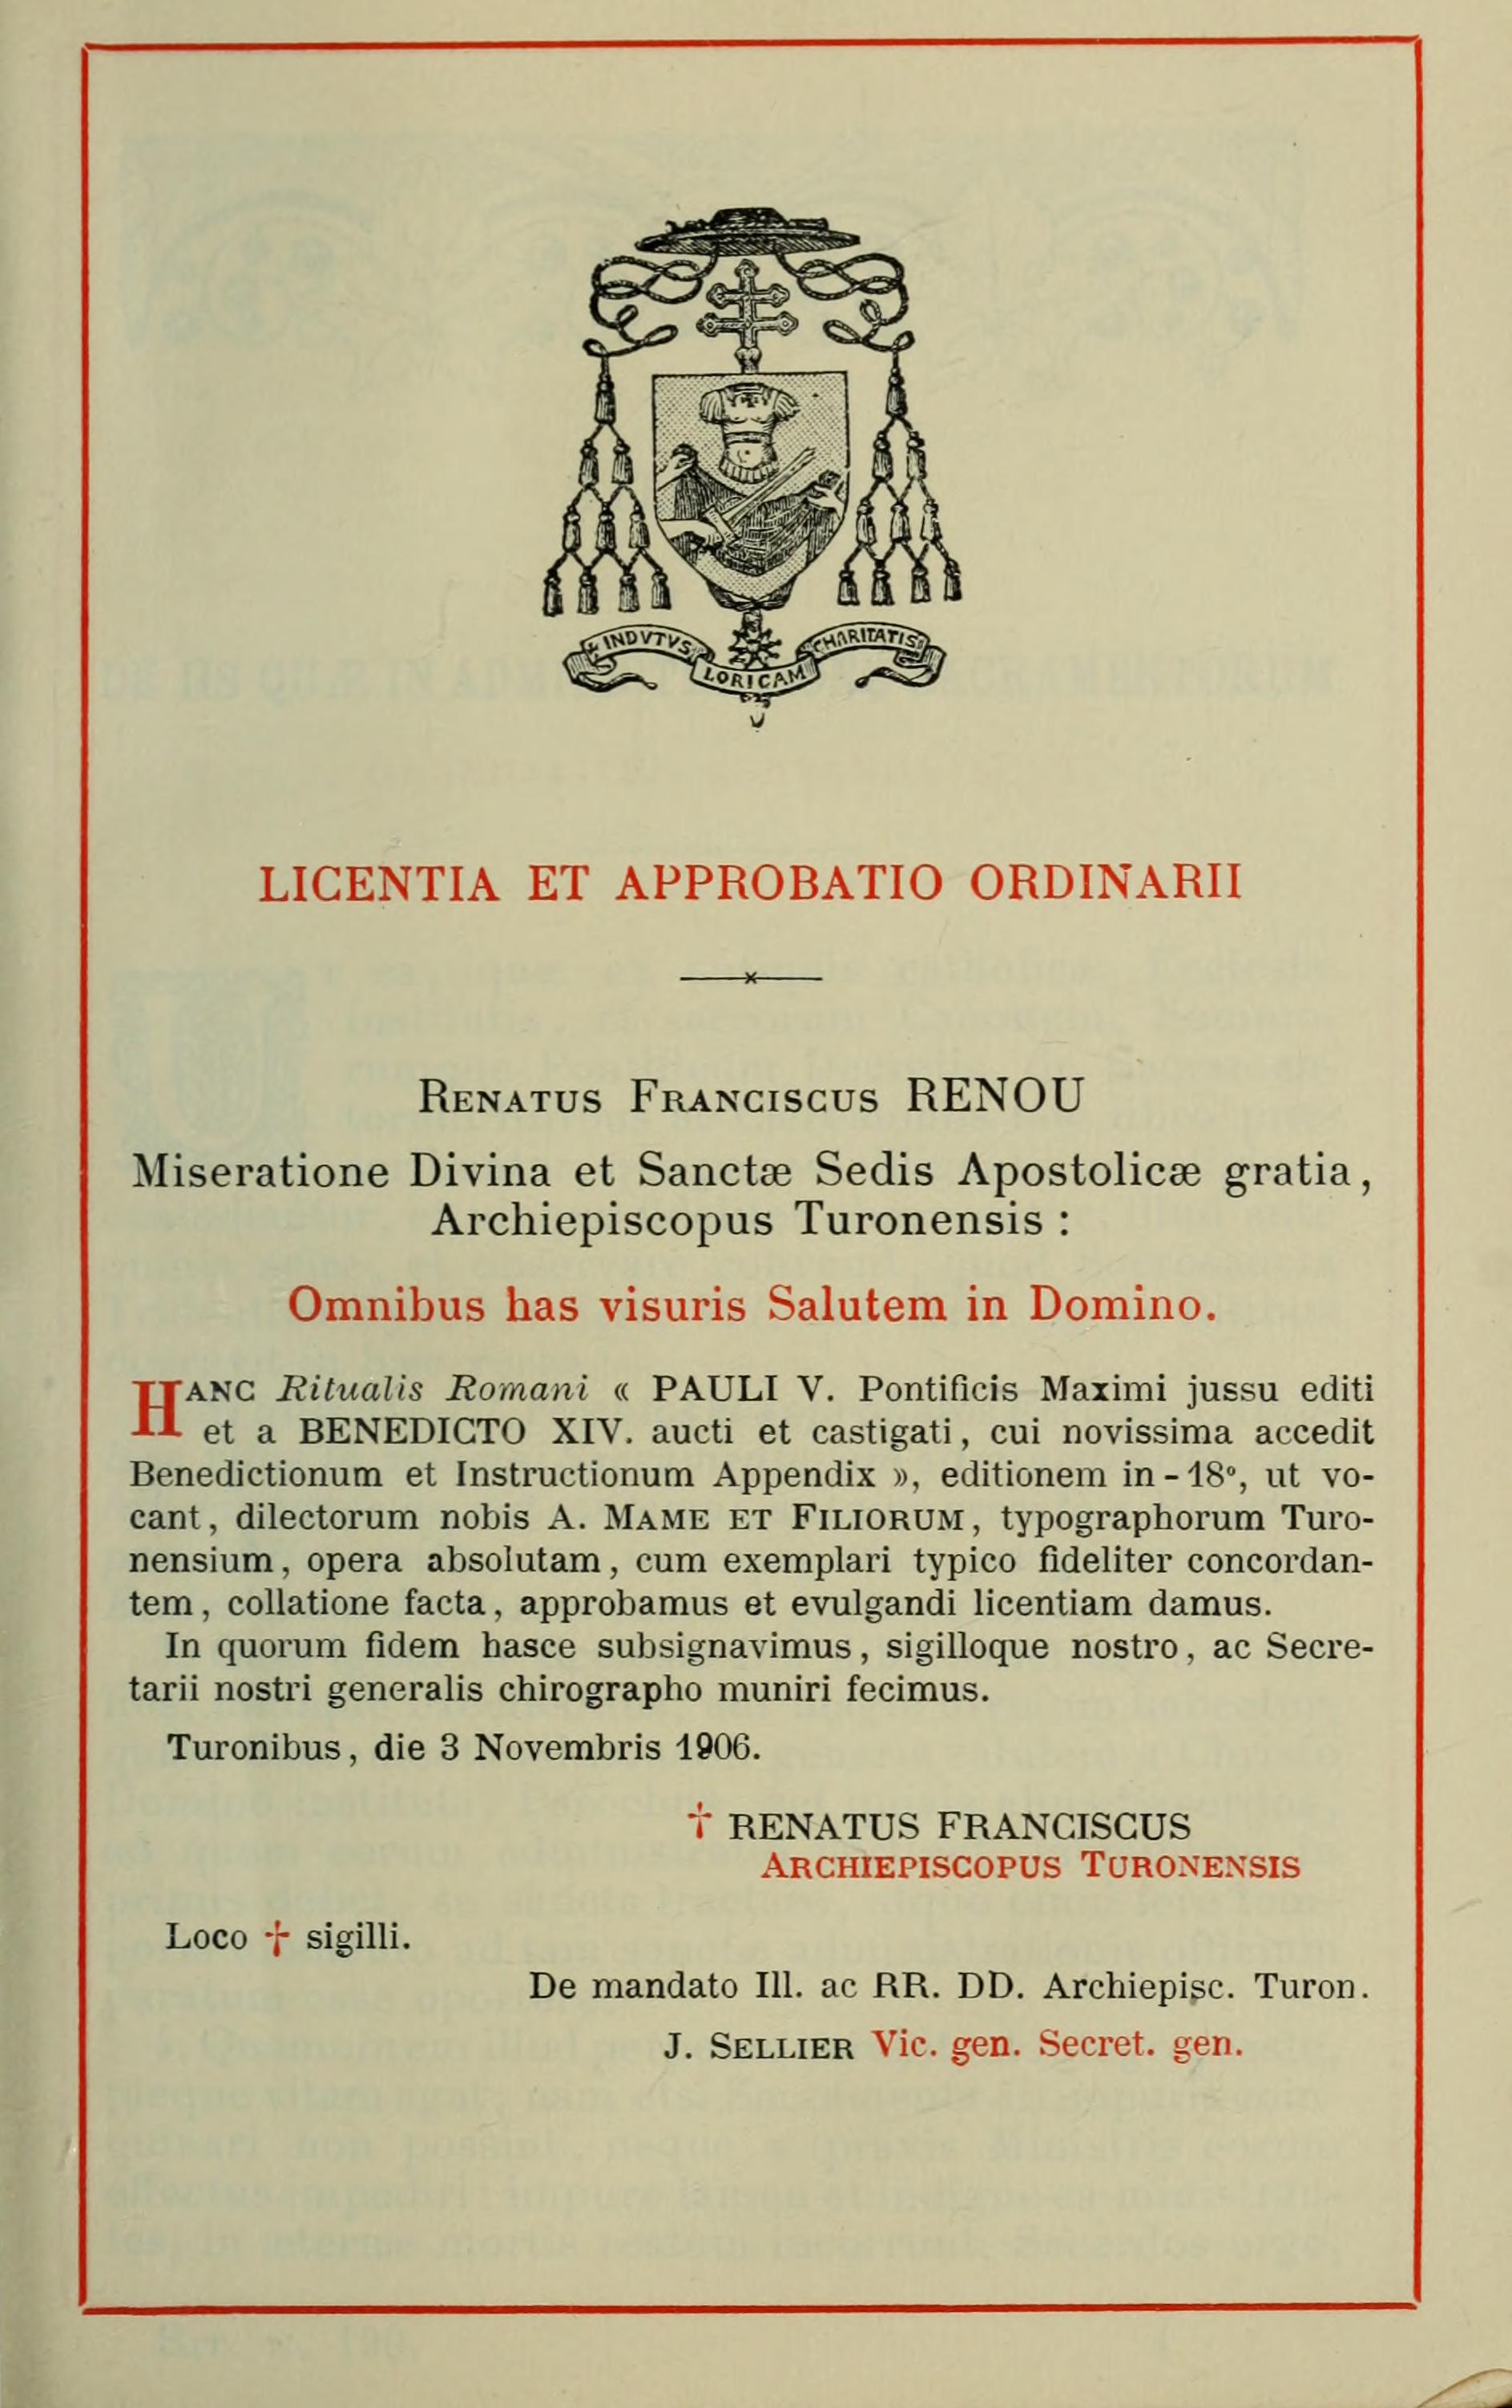 INDVTVS LORICAM CHARITATIS
LICENTIA ET APPROBATIO ORDINARII
RENATUS FRANCISCUS RENOU
Miseratione Divina et Sanctæ Sedis Apostolicæ gratia,
Archiepiscopus Turonensis :
Omnibus has visuris Salutem in Domino.
HANC Ritualis Romani « PAULI V. Pontificis Maximi jussu editi
et a BENEDICTO XIV. aucti et castigati, cui novissima accedit
Benedictionum et Instructionum Appendix », editionem in-18°, ut vo-
cant, dilectorum nobis A. MAME ET FILIORUM, typographorum Turo-
nensium, opera absolutam, cum exemplari typico fideliter concordan-
tem, collatione facta, approbamus et evulgandi licentiam damus.
In quorum fidem hasce subsignavimus, sigilloque nostro, ac Secre-
tarii nostri generalis chirographo muniri fecimus.
Turonibus, die 3 Novembris 1906.
† RENATUS FRANCISCUS
ARCHIEPISCOPUS TURONENSIS
Loco † sigilli.
De mandato Ill. ac RR. DD. Archiepisc. Turon.
J. SELLIER Vic. gen. Secret. gen.